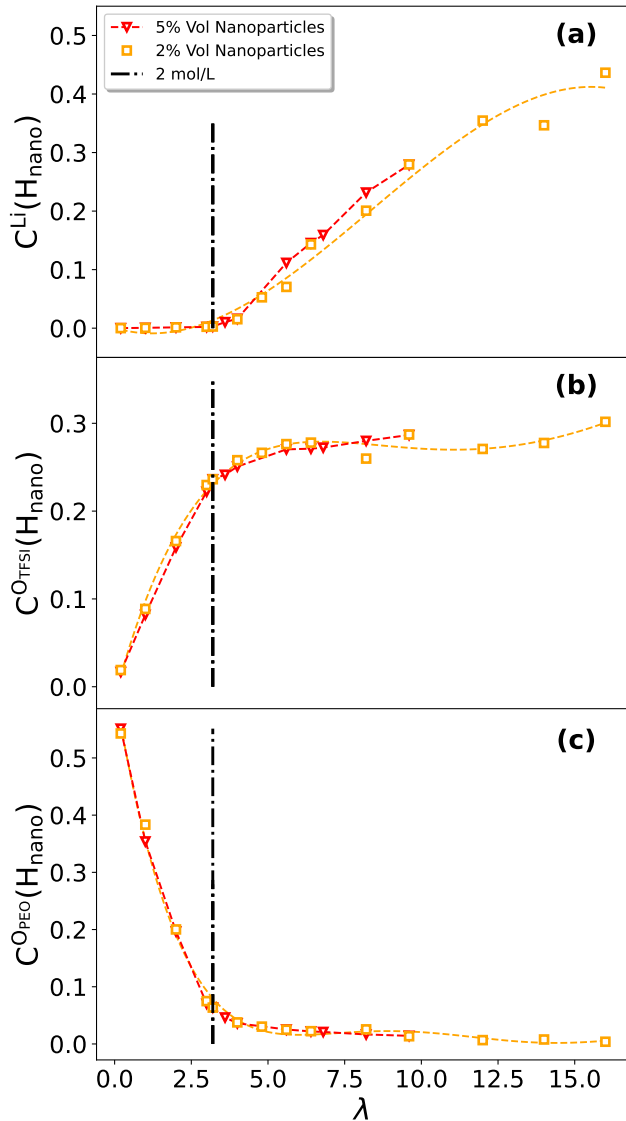 5% Vol Nanoparticles
2% Vol Nanoparticles
2 mol/L
(a)
C^Li(H_nano)
0.5
0.4
0.3
0.2
0.1
0.0
(b)
C^O_TFSI(H_nano)
0.3
0.2
0.1
0.0
(c)
C^O_PEO(H_nano)
0.5
0.4
0.3
0.2
0.1
0.0
0.0 2.5 5.0 7.5 10.0 12.5 15.0
λ